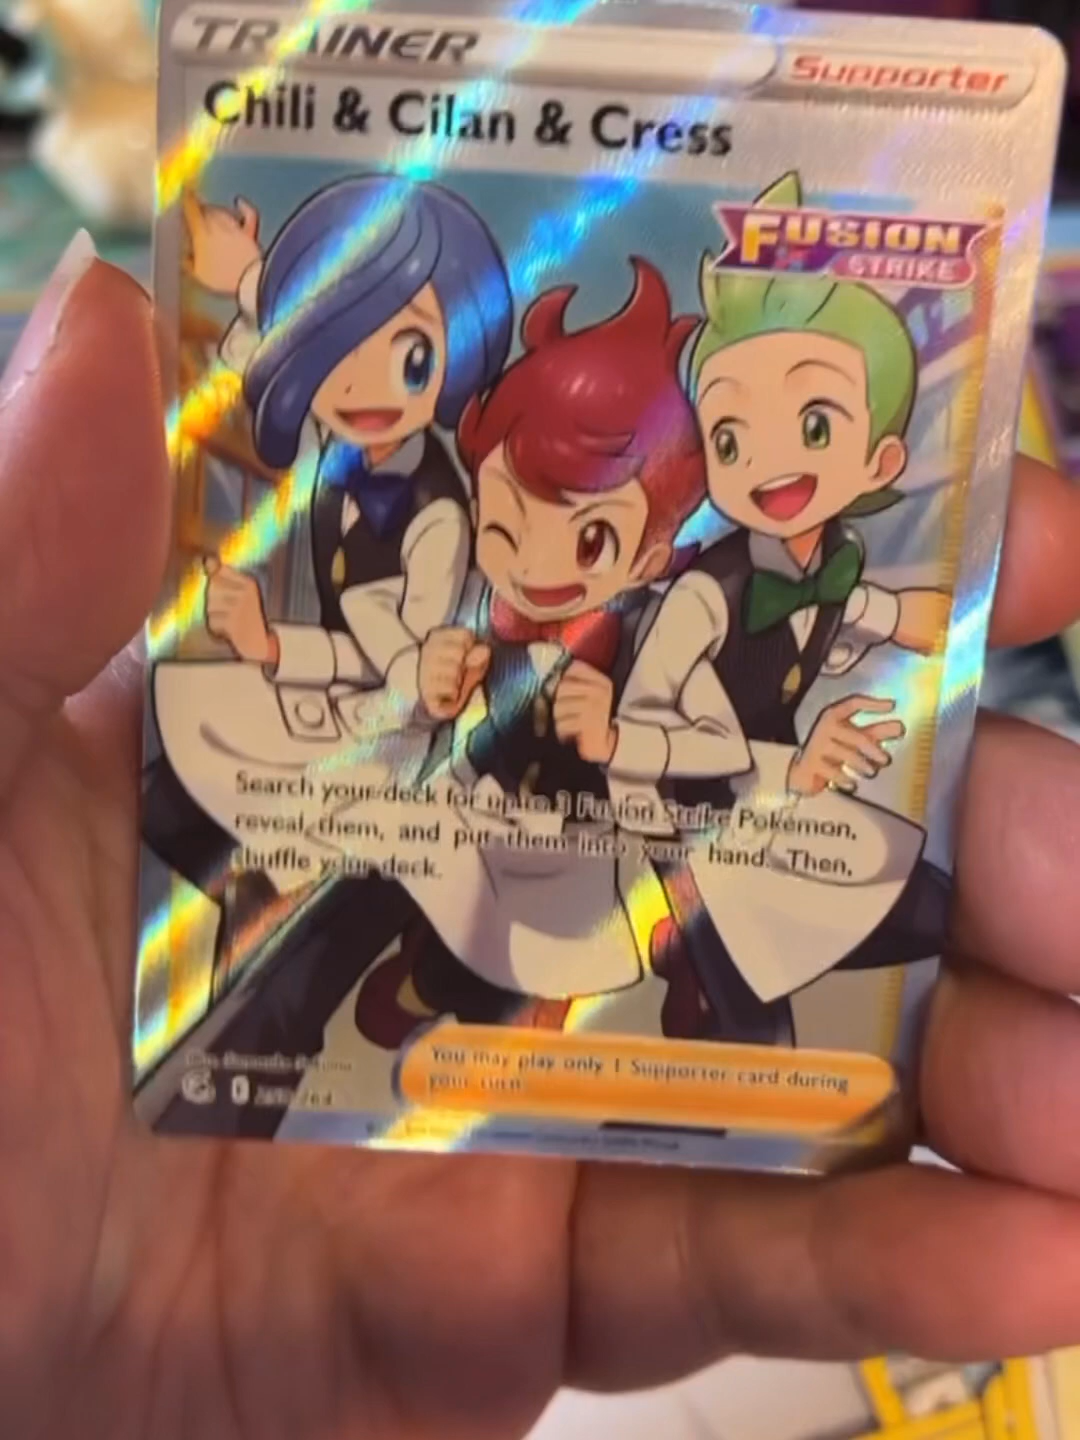 TRAINER
Supporter
Chili & Cilan & Cress
FUSION
STRIKE
Search your deck for up to 3 Fusion Strike Pokémon,
reveal them, and put them into your hand. Then,
shuffle your deck.
You may play only 1 Supporter card during
your turn.